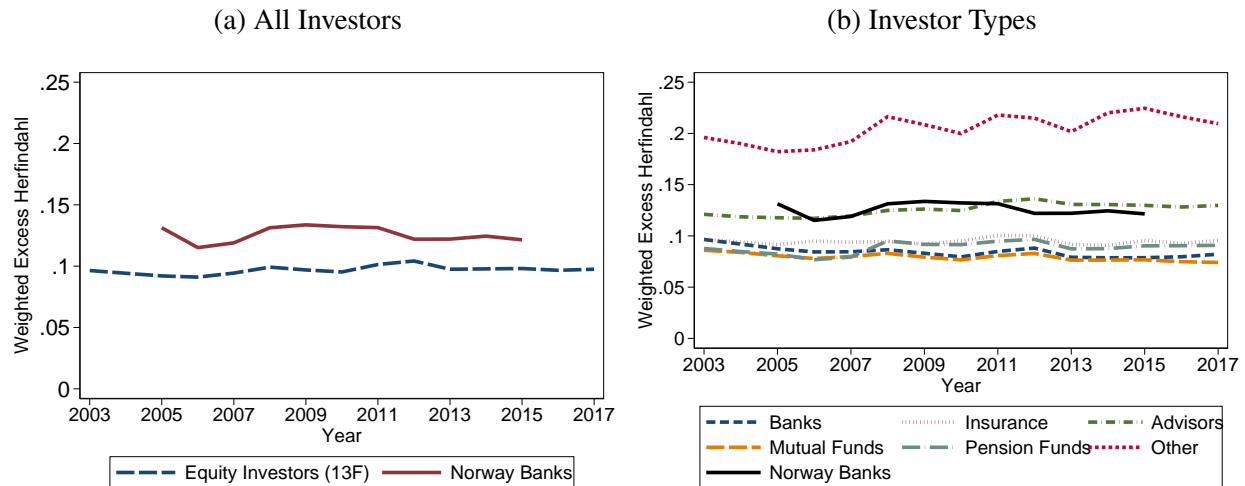 (a) All Investors
Weighted Excess Herfindahl
.25
.2
.15
.1
.05
0
2003 2005 2007 2009 2011 2013 2015 2017
Year
Equity Investors (13F) Norway Banks
(b) Investor Types
Weighted Excess Herfindahl
.25
.2
.15
.1
.05
0
2003 2005 2007 2009 2011 2013 2015 2017
Year
Banks Insurance Advisors
Mutual Funds Pension Funds Other
Norway Banks